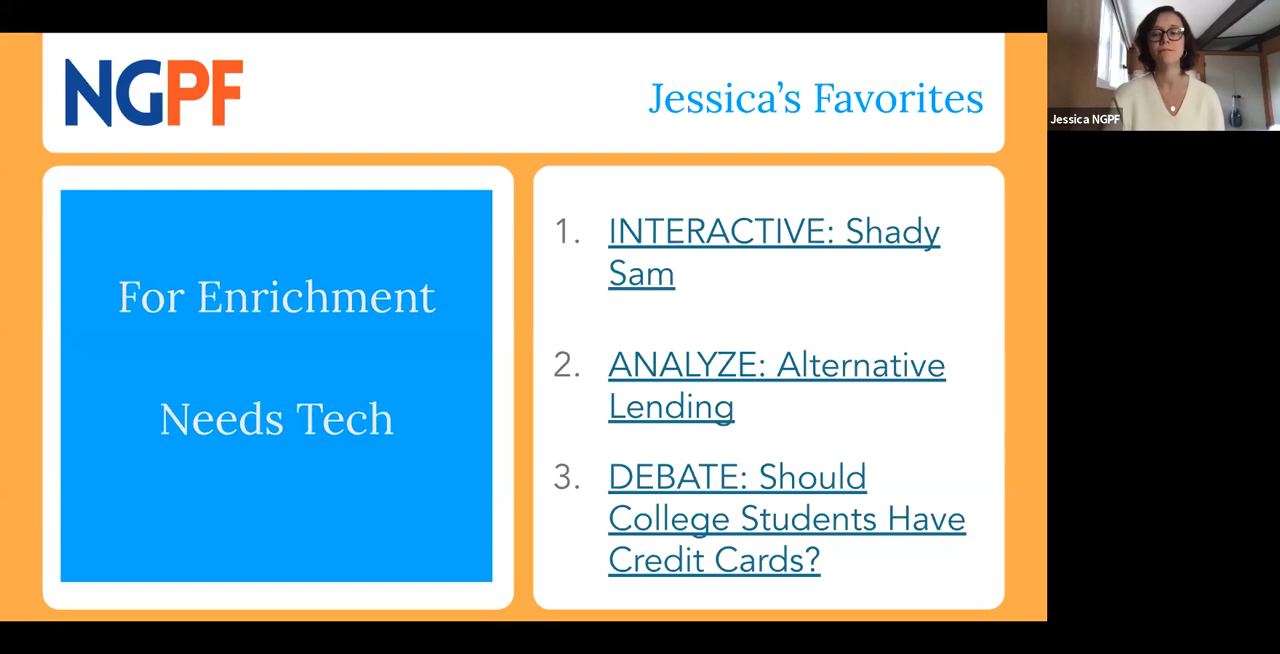 NGPF
Jessica's Favorites
Jessica NGPF
For Enrichment
Needs Tech
1. INTERACTIVE: Shady
Sam
2. ANALYZE: Alternative
Lending
3. DEBATE: Should
College Students Have
Credit Cards?